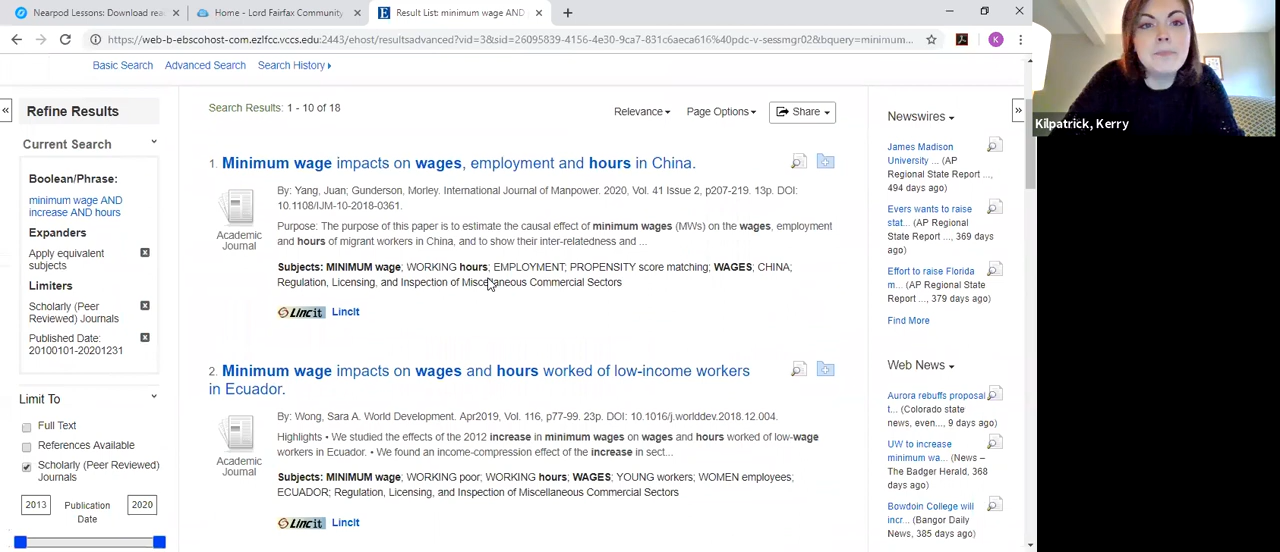 Nearpod Lessons: Download read
Home - Lord Fairfax Community
Result List: minimum wage AND
https://web-b-ebscohost-com.ezlfcc.vccs.edu:2443/ehost/resultsadvanced?vid=3&sid=26095839-4156-4e30-9ca7-831c6aeca616%40pdc-v-sessmgr02&bquery=minimum...
K
Basic Search Advanced Search Search History
Kilpatrick, Kerry
Refine Results
Current Search
Boolean/Phrase:
minimum wage AND
increase AND hours
Expanders
Apply equivalent
subjects
Limiters
Scholarly (Peer
Reviewed) Journals
Published Date:
20100101-20201231
Limit To
Full Text
References Available
Scholarly (Peer Reviewed)
Journals
2013 Publication 2020
Date
Search Results: 1 - 10 of 18
Relevance Page Options Share
1. Minimum wage impacts on wages, employment and hours in China.
Academic
Journal
By: Yang, Juan; Gunderson, Morley. International Journal of Manpower. 2020, Vol. 41 Issue 2, p207-219. 13p. DOI:
10.1108/IJM-10-2018-0361.
Purpose: The purpose of this paper is to estimate the causal effect of minimum wages (MWs) on the wages, employment
and hours of migrant workers in China, and to show their inter-relatedness and ...
Subjects: MINIMUM wage; WORKING hours; EMPLOYMENT; PROPENSITY score matching; WAGES; CHINA;
Regulation, Licensing, and Inspection of Miscellaneous Commercial Sectors
Lincit LincIt
2. Minimum wage impacts on wages and hours worked of low-income workers
in Ecuador.
Academic
Journal
By: Wong, Sara A. World Development. Apr2019, Vol. 116, p77-99. 23p. DOI: 10.1016/j.worlddev.2018.12.004.
Highlights • We studied the effects of the 2012 increase in minimum wages on wages and hours worked of low-wage
workers in Ecuador. • We found an income-compression effect of the increase in sect...
Subjects: MINIMUM wage; WORKING poor; WORKING hours; WAGES; YOUNG workers; WOMEN employees;
ECUADOR; Regulation, Licensing, and Inspection of Miscellaneous Commercial Sectors
Lincit LincIt
Newswires
James Madison
University ... (AP
Regional State Report ...,
494 days ago)
Evers wants to raise
stat... (AP Regional
State Report ..., 369 days
ago)
Effort to raise Florida
m... (AP Regional State
Report ..., 379 days ago)
Find More
Web News
Aurora rebuffs proposal
t... (Colorado state
news, even..., 9 days ago)
UW to increase
minimum wa... (News –
The Badger Herald, 368
days ago)
Bowdoin College will
incr... (Bangor Daily
News, 385 days ago)